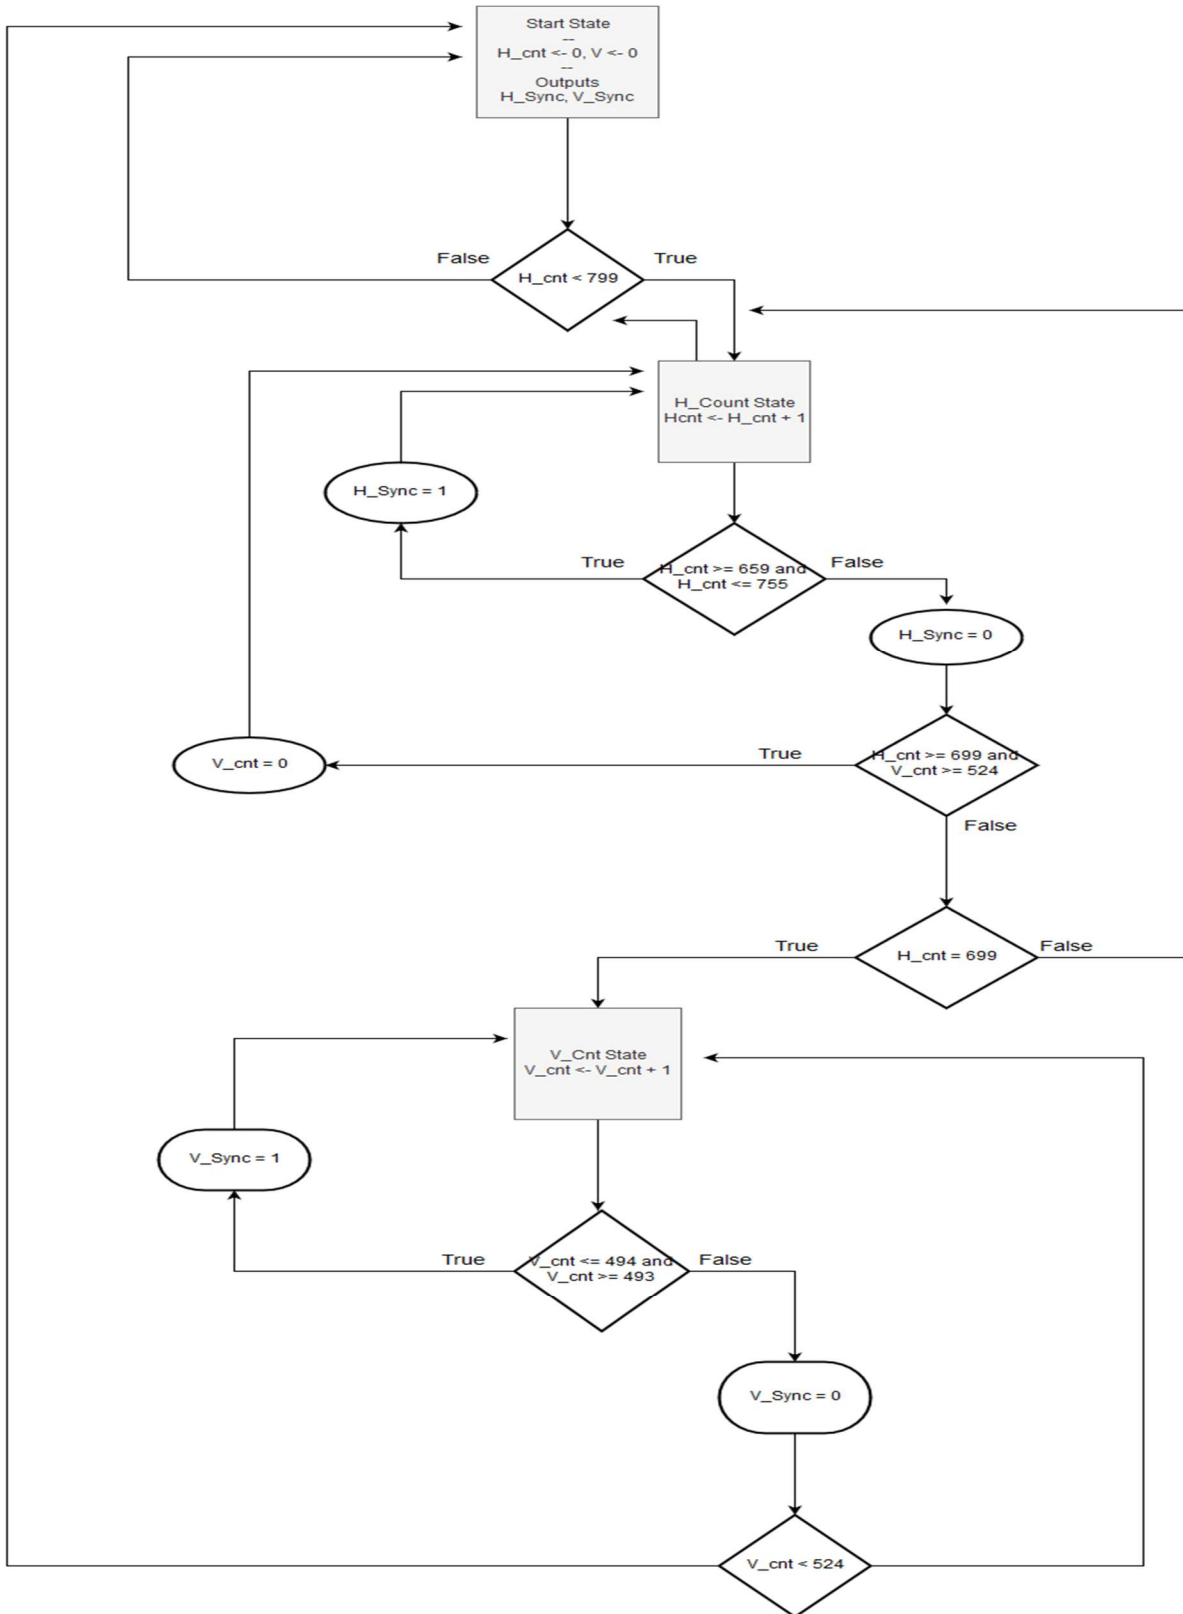 Start State
--
H_cnt <- 0, V <- 0
--
Outputs
H_Sync, V_Sync
False
True
H_cnt < 799
H_Count State
Hcnt <- H_cnt + 1
H_Sync = 1
True
False
H_cnt >= 659 and
H_cnt <= 755
H_Sync = 0
True
V_cnt = 0
H_cnt >= 699 and
V_cnt >= 524
False
True
False
H_cnt = 699
V_Cnt State
V_cnt <- V_cnt + 1
V_Sync = 1
True
False
V_cnt <= 494 and
V_cnt >= 493
V_Sync = 0
V_cnt < 524